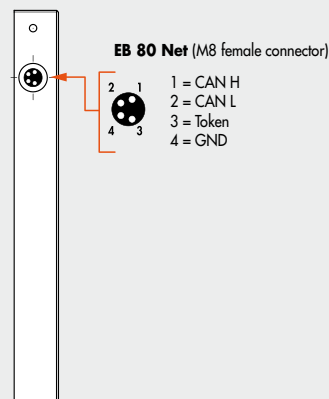 EB 80 Net (M8 female connector)
2 1
4 3
1 = CAN H
2 = CAN L
3 = Token
4 = GND